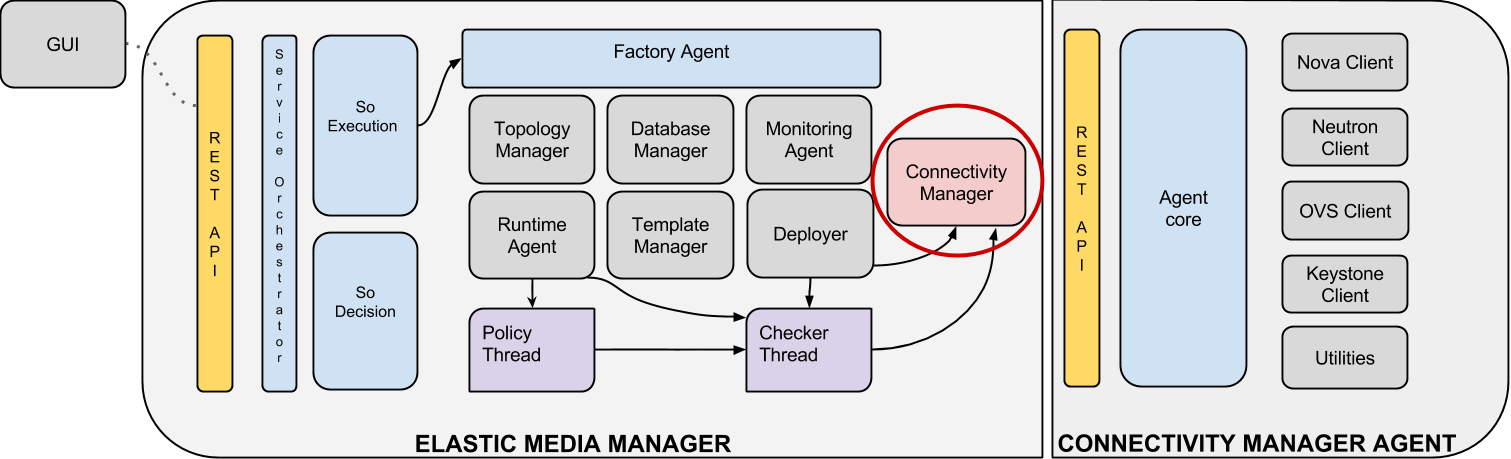 GUI
REST API
Service Orchestrator
So
Execution
So
Decision
Factory Agent
Topology
Manager
Database
Manager
Monitoring
Agent
Connectivity
Manager
Runtime
Agent
Template
Manager
Deployer
Policy
Thread
Checker
Thread
ELASTIC MEDIA MANAGER
REST API
Agent
core
Nova Client
Neutron
Client
OVS Client
Keystone
Client
Utilities
CONNECTIVITY MANAGER AGENT